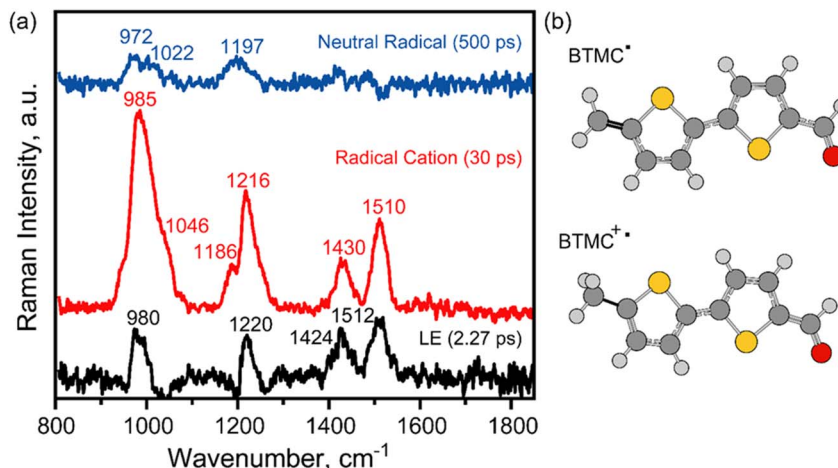 (a)
972
1022
1197
Neutral Radical (500 ps)
985
Radical Cation (30 ps)
1046
1186
1216
1430
1510
980
1220
1424
1512
LE (2.27 ps)
Raman Intensity, a.u.
800 1000 1200 1400 1600 1800
Wavenumber, cm⁻¹
(b)
BTMC•
BTMC+•